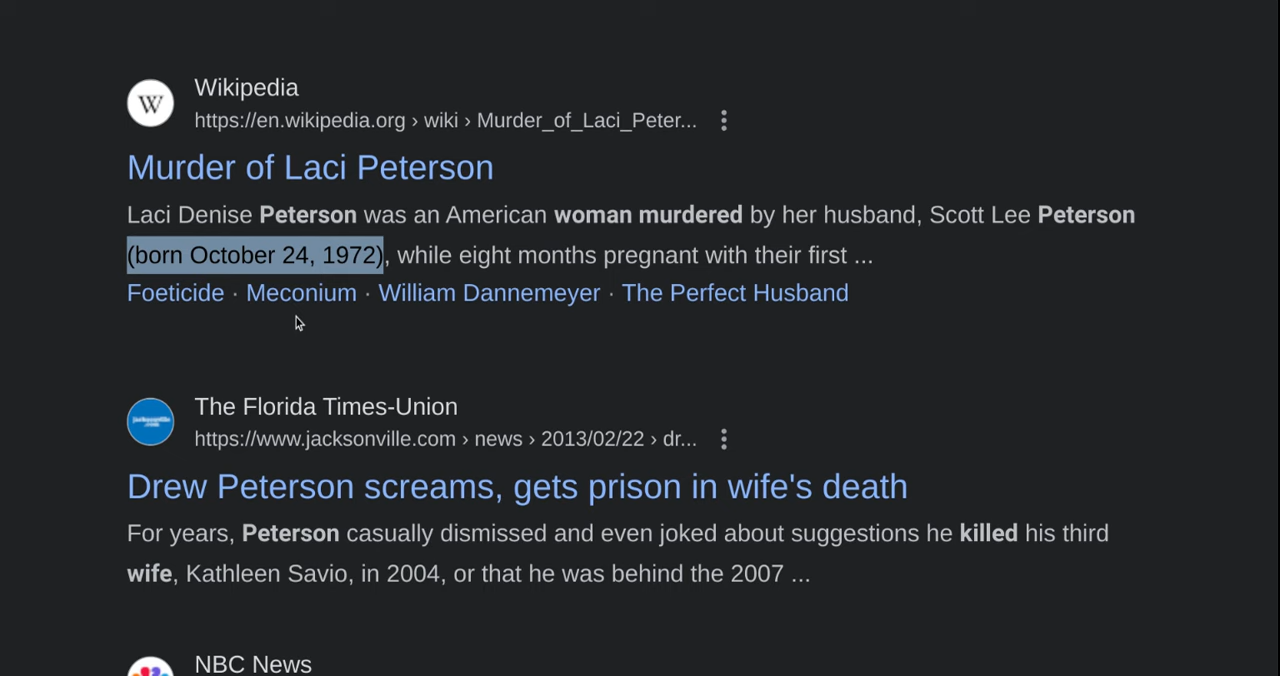 Wikipedia
W
https://en.wikipedia.org › wiki › Murder_of_Laci_Peter...
Murder of Laci Peterson
Laci Denise Peterson was an American woman murdered by her husband, Scott Lee Peterson
(born October 24, 1972), while eight months pregnant with their first ...
Foeticide · Meconium · William Dannemeyer · The Perfect Husband
The Florida Times-Union
https://www.jacksonville.com › news › 2013/02/22 › dr...
Drew Peterson screams, gets prison in wife's death
For years, Peterson casually dismissed and even joked about suggestions he killed his third
wife, Kathleen Savio, in 2004, or that he was behind the 2007 ...
NBC News